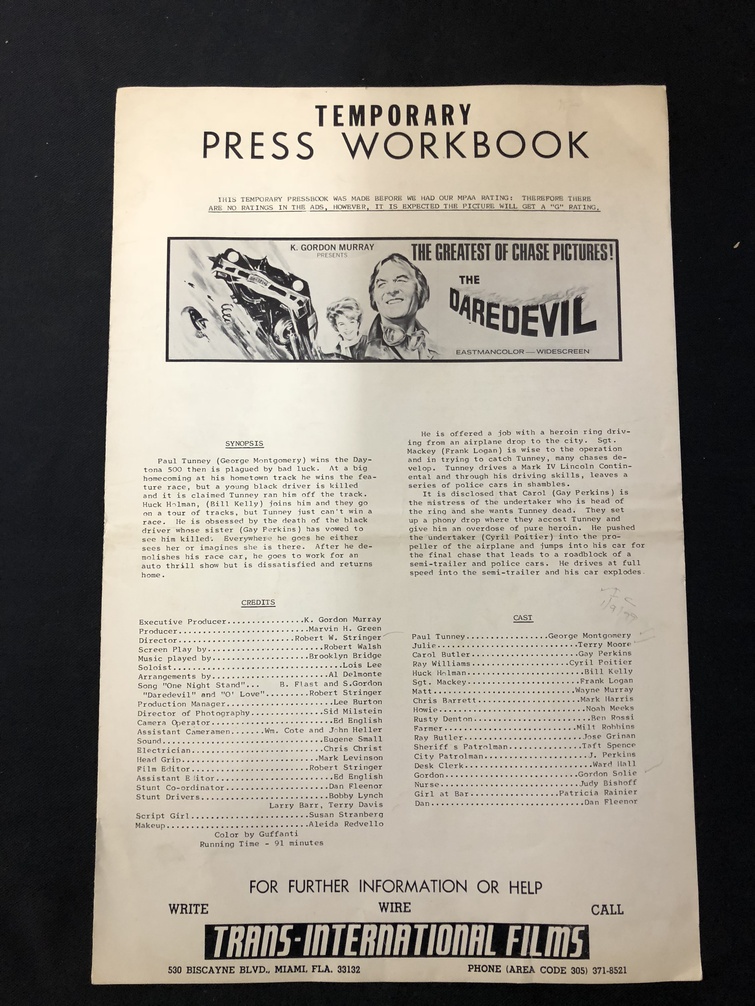 TEMPORARY
PRESS WORKBOOK
THIS TEMPORARY PRESSBOOK WAS MADE BEFORE WE HAD OUR MPAA RATING: THEREFORE THERE
ARE NO RATINGS IN THE ADS, HOWEVER, IT IS EXPECTED THE PICTURE WILL GET A "G" RATING.
K. GORDON MURRAY
PRESENTS
THE GREATEST OF CHASE PICTURES!
THE
DAREDEVIL
EASTMANCOLOR — WIDESCREEN
SYNOPSIS
Paul Tunney (George Montgomery) wins the Day-
tona 500 then is plagued by bad luck. At a big
homecoming at his hometown track he wins the fea-
ture race, but a young black driver is killed
and it is claimed Tunney ran him off the track.
Huck Holman, (Bill Kelly) joins him and they go
on a tour of tracks, but Tunney just can't win a
race. He is obsessed by the death of the black
driver whose sister (Gay Perkins) has vowed to
see him killed. Everywhere he goes he either
sees her or imagines she is there. After he de-
molishes his race car, he goes to work for an
auto thrill show but is dissatisfied and returns
home.
He is offered a job with a heroin ring driv-
ing from an airplane drop to the city. Sgt.
Mackey (Frank Logan) is wise to the operation
and in trying to catch Tunney, many chases de-
velop. Tunney drives a Mark IV Lincoln Contin-
ental and through his driving skills, leaves a
series of police cars in shambles.
It is disclosed that Carol (Gay Perkins) is
the mistress of the undertaker who is head of
the ring and she wants Tunney dead. They set
up a phony drop where they accost Tunney and
give him an overdose of pure heroin. He pushed
the undertaker (Cyril Poitier) into the pro-
peller of the airplane and jumps into his car for
the final chase that leads to a roadblock of a
semi-trailer and police cars. He drives at full
speed into the semi-trailer and his car explodes.
CREDITS
Executive Producer..............K. Gordon Murray
Producer........................Marvin H. Green
Director......................Robert W. Stringer
Screen Play by......................Robert Walsh
Music played by..................Brooklyn Bridge
Soloist.................................Lois Lee
Arrangements by......................Al Delmonte
Song "One Night Stand"... B. Flast and S.Gordon
"Daredevil" and "O' Love".........Robert Stringer
Production Manager....................Lee Burton
Director of Photography.............Sid Milstein
Camera Operator.......................Ed English
Assistant Cameramen......Wm. Cote and John Heller
Sound................................Eugene Small
Electrician..........................Chris Christ
Head Grip...........................Mark Levinson
Film Editor.......................Robert Stringer
Assistant Editor.......................Ed English
Stunt Co-ordinator....................Dan Fleenor
Stunt Drivers.........................Bobby Lynch
Larry Barr, Terry Davis
Script Girl.......................Susan Stranberg
Makeup............................Aleida Redvello
Color by Guffanti
Running Time - 91 minutes
CAST
Paul Tunney..............George Montgomery
Julie..........................Terry Moore
Carol Butler...................Gay Perkins
Ray Williams.................Cyril Poitier
Huck Holman.....................Bill Kelly
Sgt. Mackey....................Frank Logan
Matt..........................Wayne Murray
Chris Barrett..................Mark Harris
Howie...........................Noah Meeks
Rusty Denton.....................Ben Rossi
Farmer........................Milt Robbins
Ray Butler.....................Jose Grinan
Sheriff s Patrolman...........Taft Spence
City Patrolman..................J. Perkins
Desk Clerk.......................Ward Hall
Gordon........................Gordon Solie
Nurse.........................Judy Bishoff
Girl at Bar...............Patricia Rainier
Dan............................Dan Fleenor
FOR FURTHER INFORMATION OR HELP
WRITE WIRE CALL
TRANS-INTERNATIONAL FILMS
530 BISCAYNE BLVD., MIAMI, FLA. 33132 PHONE (AREA CODE 305) 371-8521